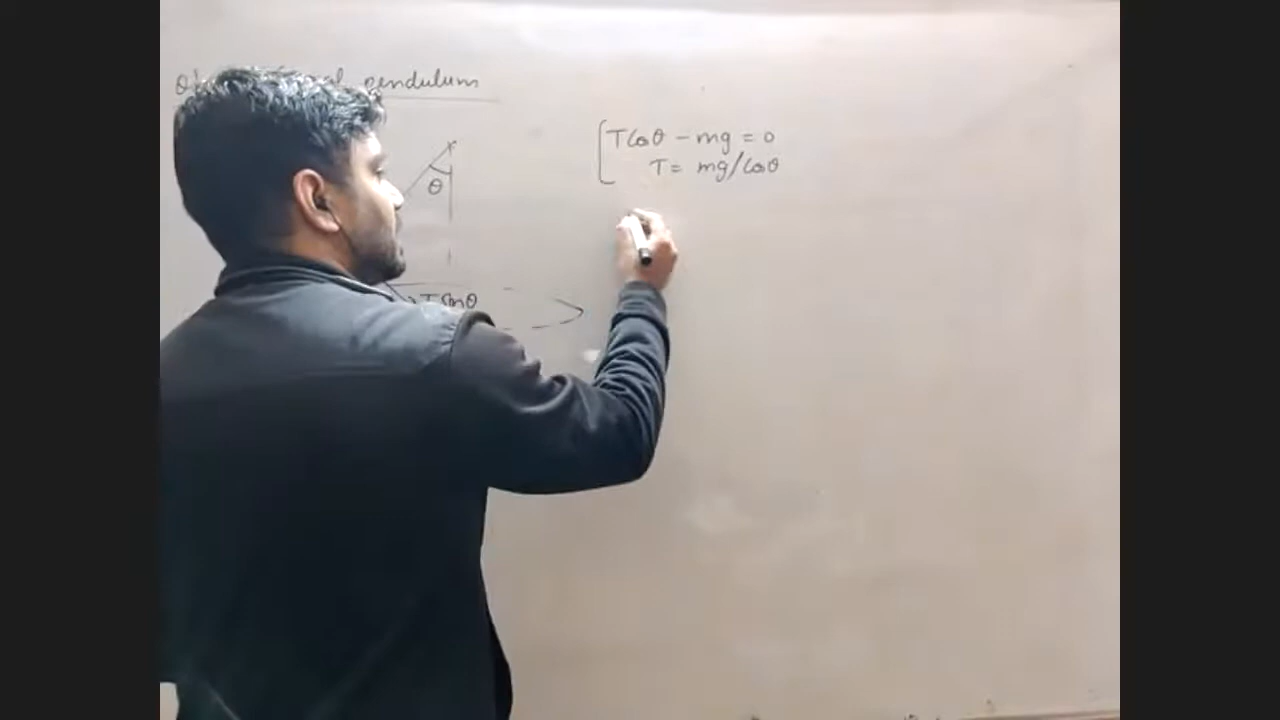 pendulum
θ
T Sinθ
TCosθ - mg = 0
T = mg/Cosθ